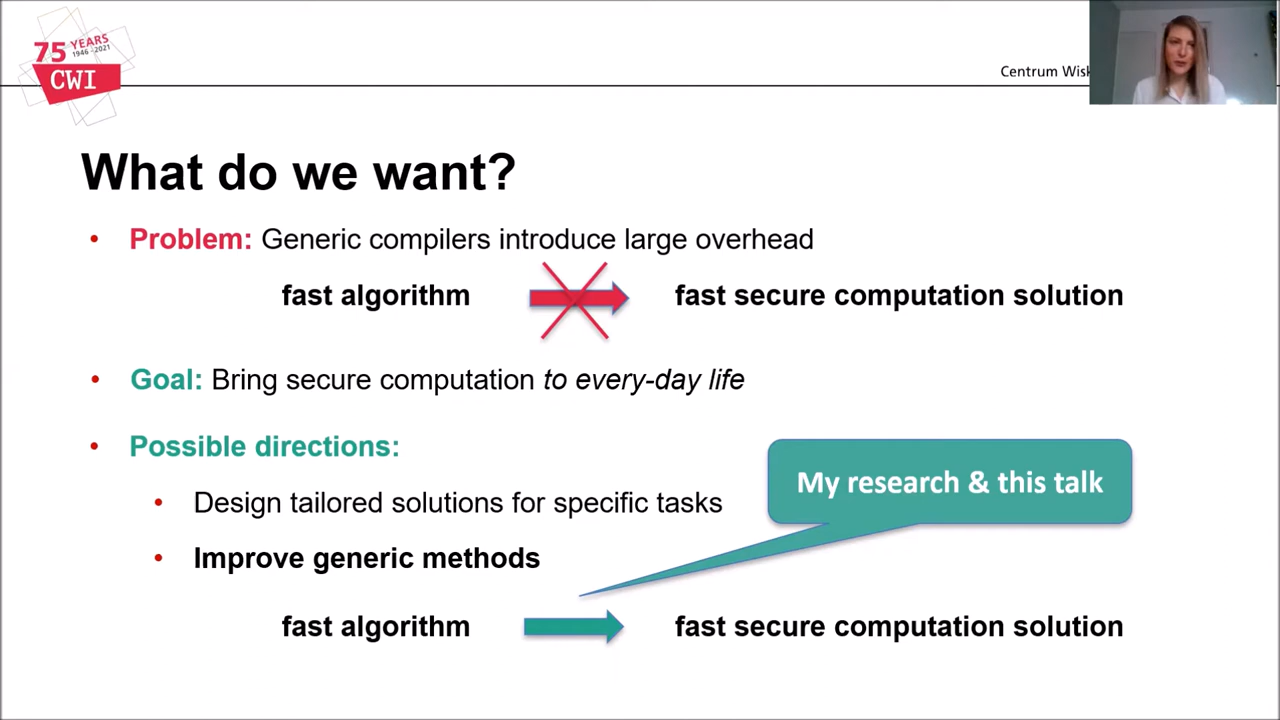 75 YEARS
1946 - 2021
CWI
Centrum
What do we want?
• Problem: Generic compilers introduce large overhead
fast algorithm fast secure computation solution
• Goal: Bring secure computation to every-day life
• Possible directions:
My research & this talk
• Design tailored solutions for specific tasks
• Improve generic methods
fast algorithm fast secure computation solution